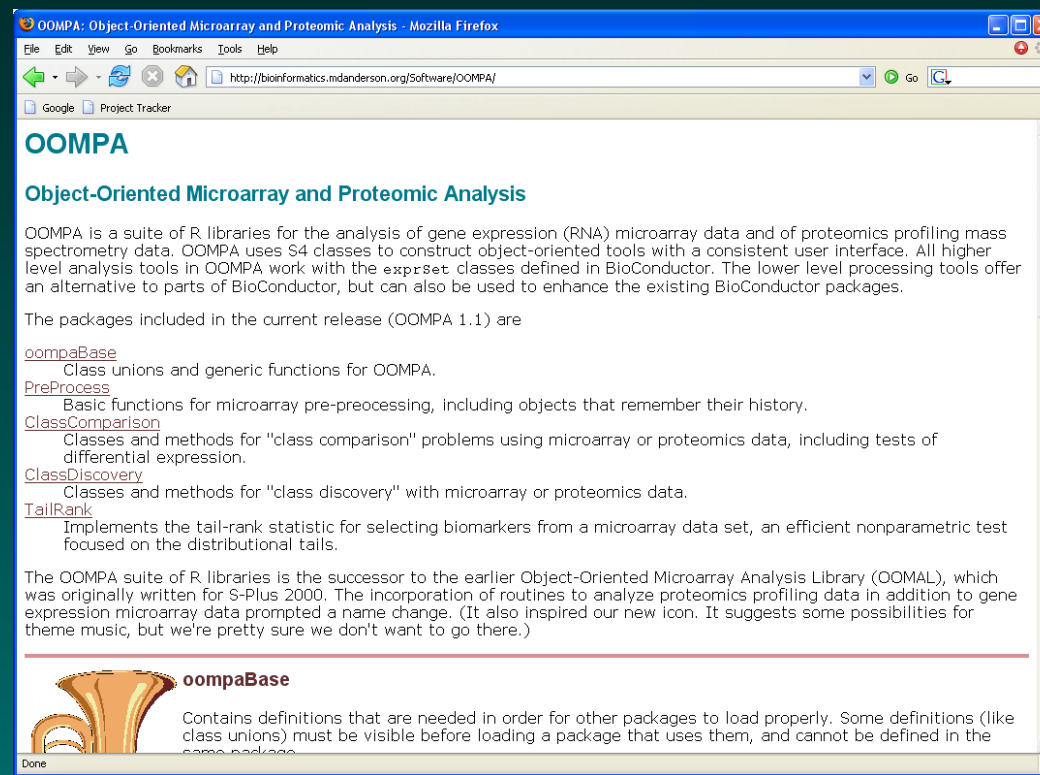 OOMPA: Object-Oriented Microarray and Proteomic Analysis - Mozilla Firefox
File Edit View Go Bookmarks Tools Help
http://bioinformatics.mdanderson.org/Software/OOMPA/ Go G
Google Project Tracker
OOMPA
Object-Oriented Microarray and Proteomic Analysis
OOMPA is a suite of R libraries for the analysis of gene expression (RNA) microarray data and of proteomics profiling mass
spectrometry data. OOMPA uses S4 classes to construct object-oriented tools with a consistent user interface. All higher
level analysis tools in OOMPA work with the exprSet classes defined in BioConductor. The lower level processing tools offer
an alternative to parts of BioConductor, but can also be used to enhance the existing BioConductor packages.
The packages included in the current release (OOMPA 1.1) are
oompaBase
Class unions and generic functions for OOMPA.
PreProcess
Basic functions for microarray pre-preocessing, including objects that remember their history.
ClassComparison
Classes and methods for "class comparison" problems using microarray or proteomics data, including tests of
differential expression.
ClassDiscovery
Classes and methods for "class discovery" with microarray or proteomics data.
TailRank
Implements the tail-rank statistic for selecting biomarkers from a microarray data set, an efficient nonparametric test
focused on the distributional tails.
The OOMPA suite of R libraries is the successor to the earlier Object-Oriented Microarray Analysis Library (OOMAL), which
was originally written for S-Plus 2000. The incorporation of routines to analyze proteomics profiling data in addition to gene
expression microarray data prompted a name change. (It also inspired our new icon. It suggests some possibilities for
theme music, but we're pretty sure we don't want to go there.)
oompaBase
Contains definitions that are needed in order for other packages to load properly. Some definitions (like
class unions) must be visible before loading a package that uses them, and cannot be defined in the
same package
Done